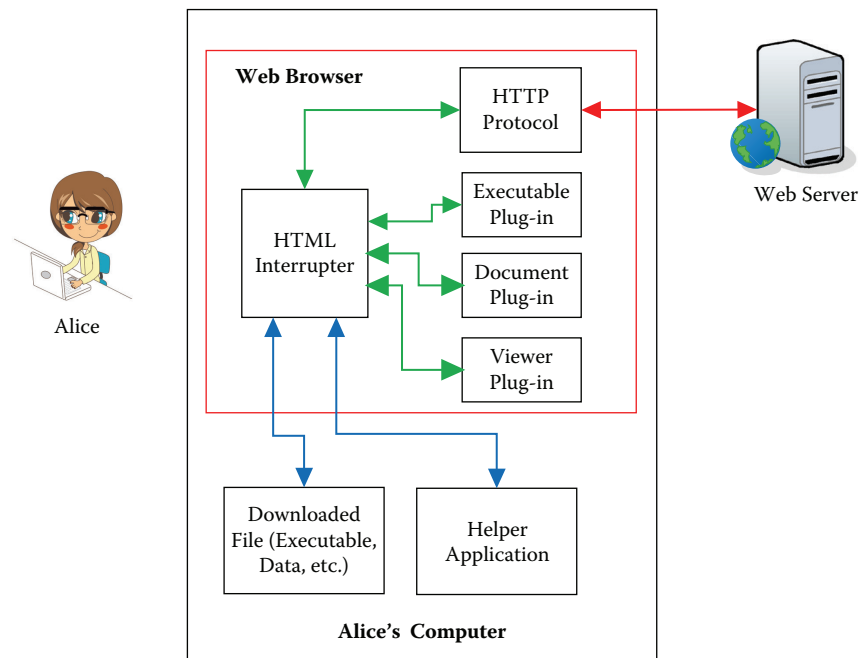 Web Browser
HTTP
Protocol
Web Server
Executable
Plug-in
HTML
Interrupter
Document
Plug-in
Alice
Viewer
Plug-in
Downloaded
File (Executable,
Data, etc.)
Helper
Application
Alice's Computer